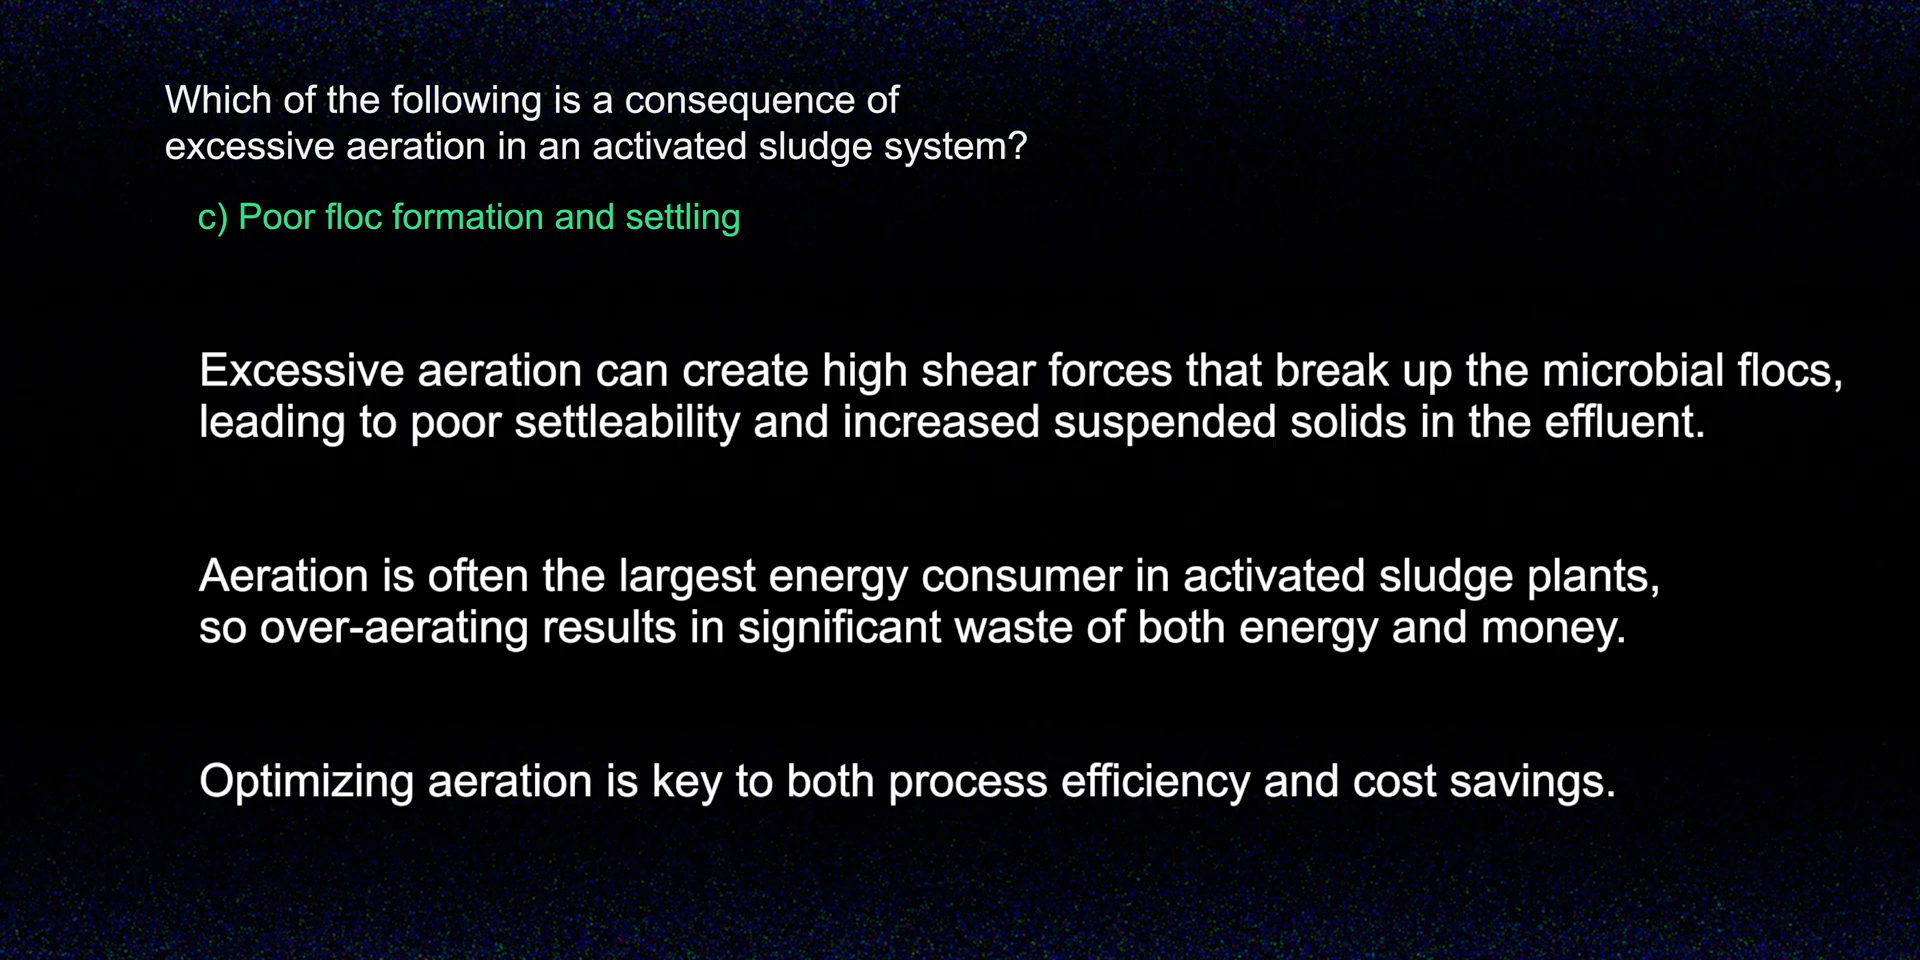 Which of the following is a consequence of
excessive aeration in an activated sludge system?
c) Poor floc formation and settling
Excessive aeration can create high shear forces that break up the microbial flocs,
leading to poor settleability and increased suspended solids in the effluent.
Aeration is often the largest energy consumer in activated sludge plants,
so over-aerating results in significant waste of both energy and money.
Optimizing aeration is key to both process efficiency and cost savings.